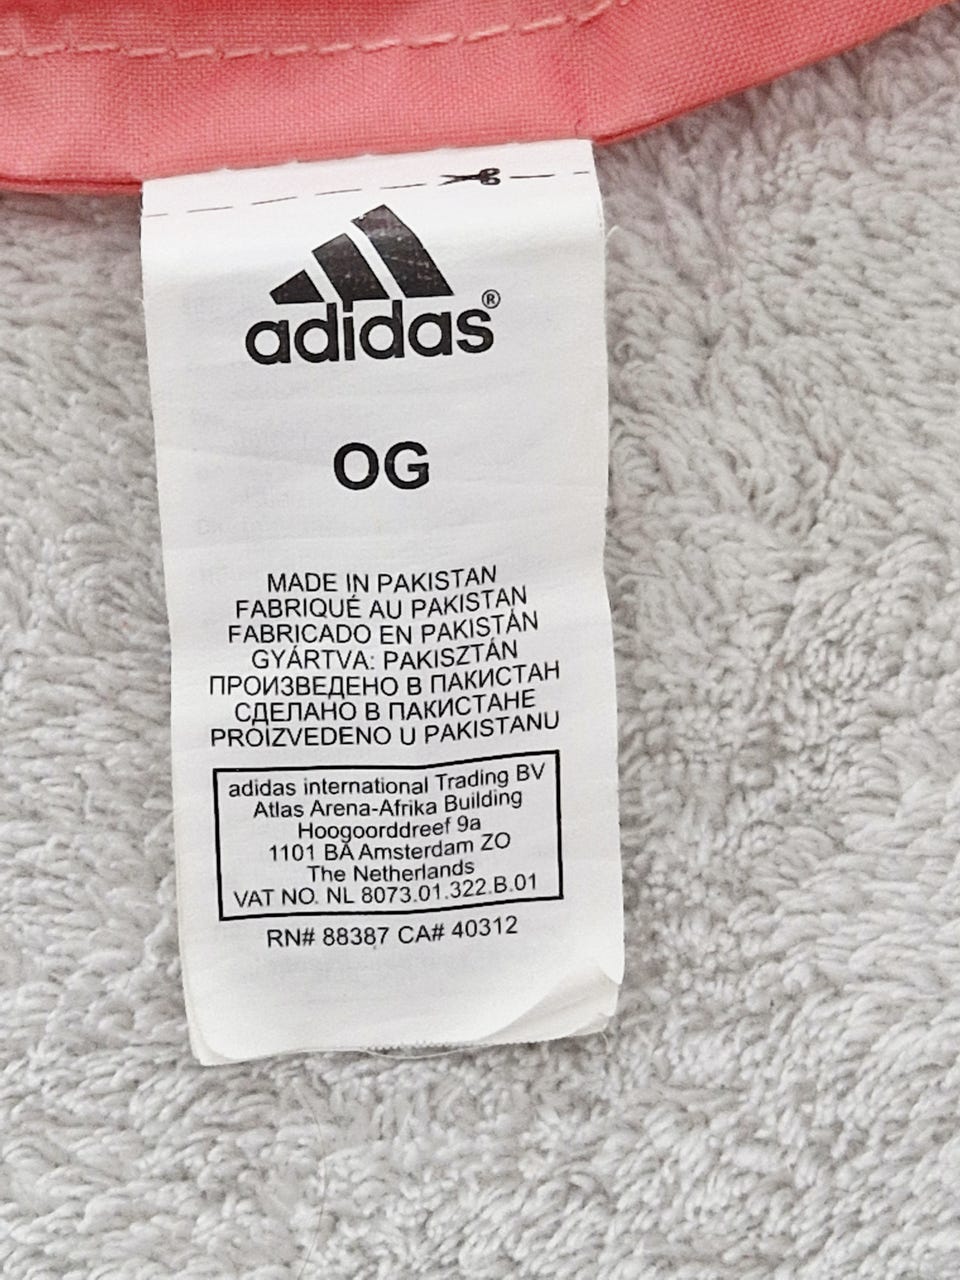 adidas®
OG
MADE IN PAKISTAN
FABRIQUÉ AU PAKISTAN
FABRICADO EN PAKISTÁN
GYÁRTVA: PAKISZTÁN
ПРОИЗВЕДЕНО В ПАКИСТАН
СДЕЛАНО В ПАКИСТАНЕ
PROIZVEDENO U PAKISTANU
adidas international Trading BV
Atlas Arena-Afrika Building
Hoogoorddreef 9a
1101 BA Amsterdam ZO
The Netherlands
VAT NO. NL 8073.01.322.B.01
RN# 88387 CA# 40312